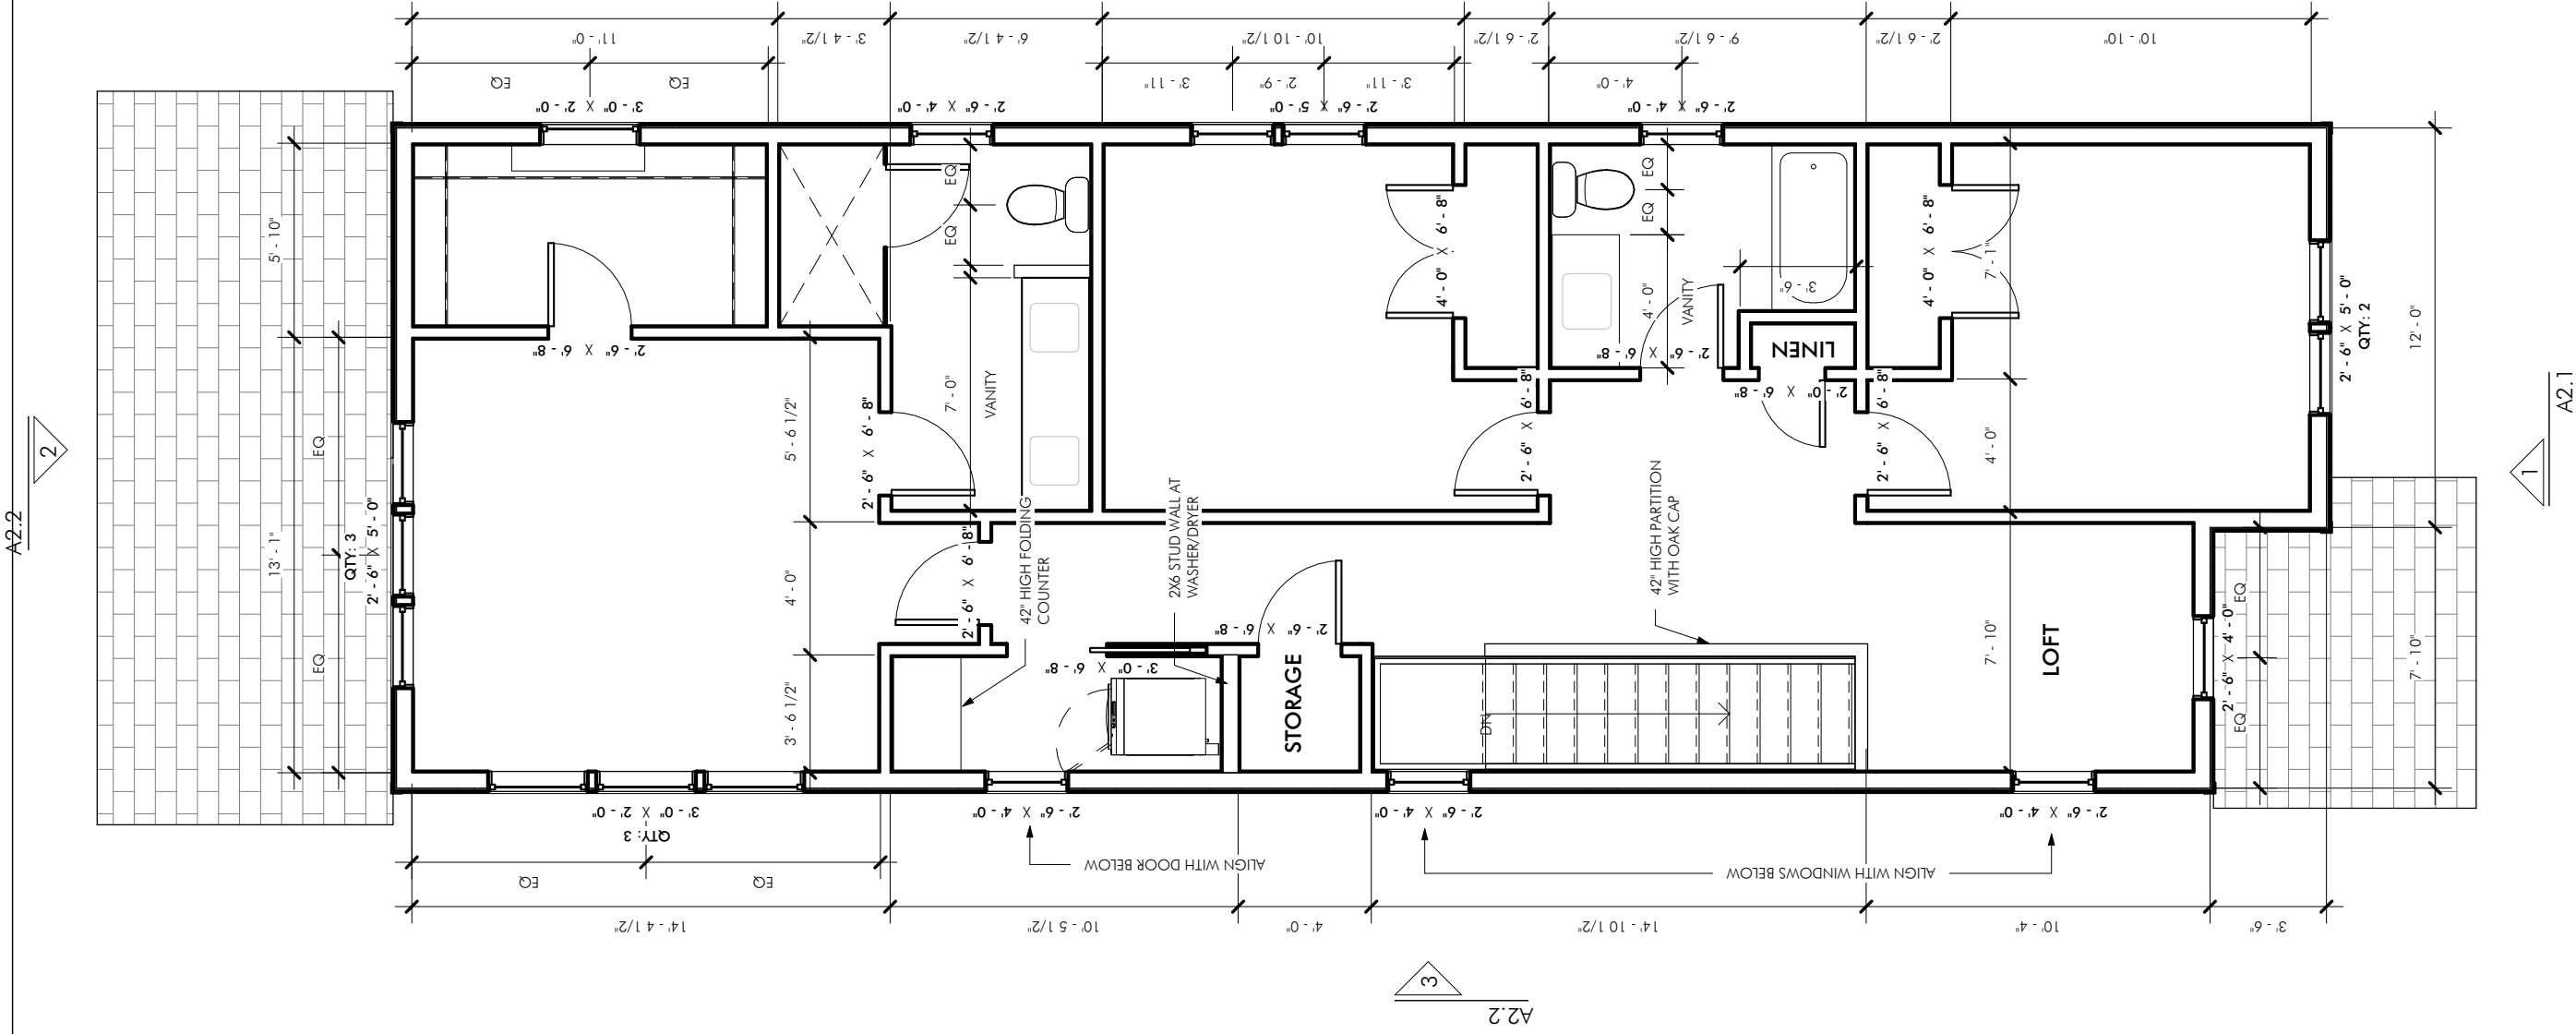 11' - 0"
3' - 4 1/2"
6' - 4 1/2"
10' - 10 1/2"
2' - 6 1/2"
9' - 6 1/2"
2' - 6 1/2"
10' - 10"
EQ
EQ
3' - 11"
2' - 9"
3' - 11"
4' - 0"
3' - 0" X 2' - 0"
2' - 6" X 4' - 0"
2' - 6" X 5' - 0"
2' - 6" X 4' - 0"
5' - 10"
EQ
EQ
EQ
EQ
4' - 0" X 6' - 8"
4' - 0" X 6' - 8"
7' - 1"
3' - 6"
4' - 0"
VANITY
2' - 6" X 6' - 8"
2' - 6" X 6' - 8"
LINEN
2' - 0" X 6' - 8"
2' - 6" X 5' - 0"
QTY: 2
12' - 0"
A2.2
2
EQ
13' - 1"
EQ
QTY: 3
2' - 6" X 5' - 0"
5' - 6 1/2"
2' - 6" X 6' - 8"
7' - 0"
VANITY
2' - 6" X 6' - 8"
2' - 6" X 6' - 8"
4' - 0"
1
A2.1
4' - 0"
2' - 6" X 6' - 8"
42" HIGH FOLDING
COUNTER
2X6 STUD WALL AT
WASHER/DRYER
42" HIGH PARTITION
WITH OAK CAP
3' - 6 1/2"
3' - 0" X 6' - 8"
2' - 6" X 6' - 8"
STORAGE
DN
7' - 10"
LOFT
EQ
EQ
2' - 6" X 4' - 0"
7' - 10"
3' - 0" X 2' - 0"
QTY: 3
2' - 6" X 4' - 0"
2' - 6" X 4' - 0"
2' - 6" X 4' - 0"
ALIGN WITH DOOR BELOW
ALIGN WITH WINDOWS BELOW
EQ
EQ
14' - 4 1/2"
10' - 5 1/2"
4' - 0"
14' - 10 1/2"
10' - 4"
3' - 6"
3
A2.2